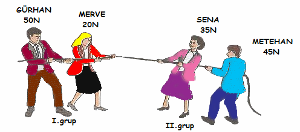 GÜRHAN
50N
MERVE
20N
SENA
35N
METEHAN
45N
I.grup
II.grup